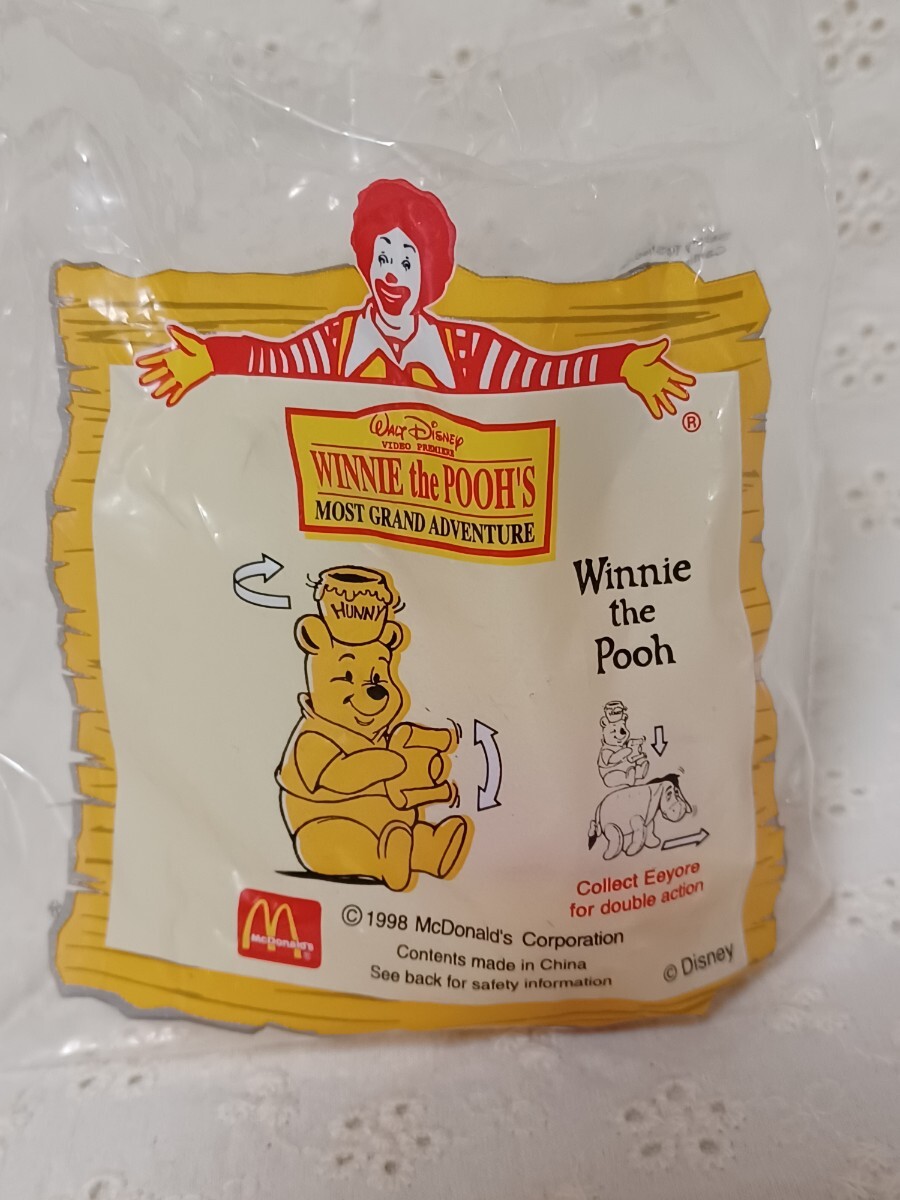 ®
WALT DISNEY
VIDEO PREMIERE
WINNIE the POOH'S
MOST GRAND ADVENTURE
HUNNY
Winnie
the
Pooh
Collect Eeyore
for double action
McDonald's
®
© 1998 McDonald's Corporation
Contents made in China
See back for safety information
© Disney